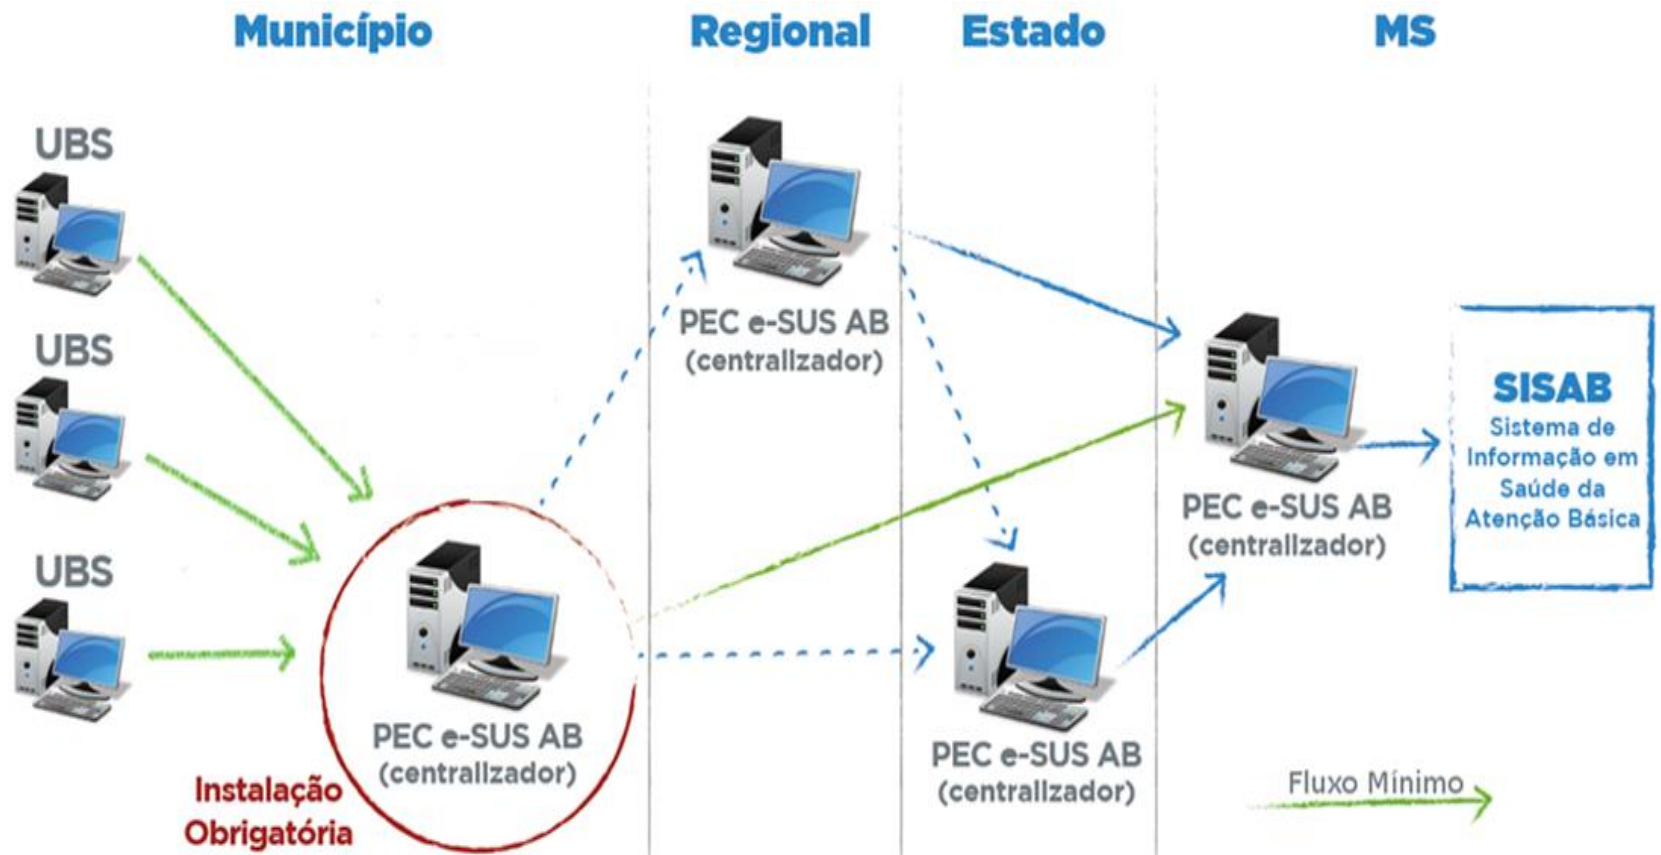 Município
Regional
Estado
MS
UBS
UBS
UBS
PEC e-SUS AB
(centralizador)
Instalação
Obrigatória
PEC e-SUS AB
(centralizador)
PEC e-SUS AB
(centralizador)
PEC e-SUS AB
(centralizador)
SISAB
Sistema de
Informação em
Saúde da
Atenção Básica
Fluxo Mínimo